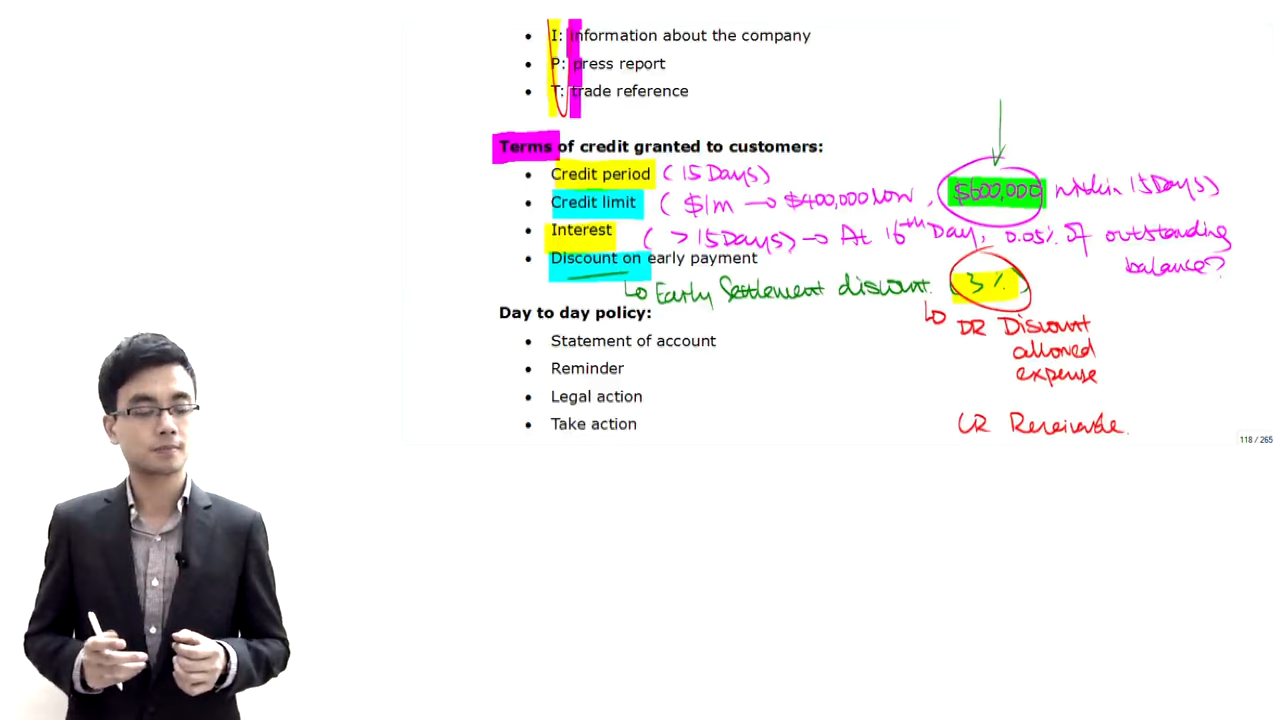 • I: information about the company
• P: press report
• T: trade reference
Terms of credit granted to customers:
• Credit period (15 Days)
• Credit limit ( $1m → $400,000 now, $600,000 within 15 Days)
• Interest ( > 15 Days) → At 16th Day, 0.05% of outstanding balance?
• Discount on early payment
↳ Early Settlement discount. (3%)
↳ DR Discount allowed expense
Day to day policy:
• Statement of account
• Reminder
• Legal action
• Take action
CR Receivable.
118 / 265